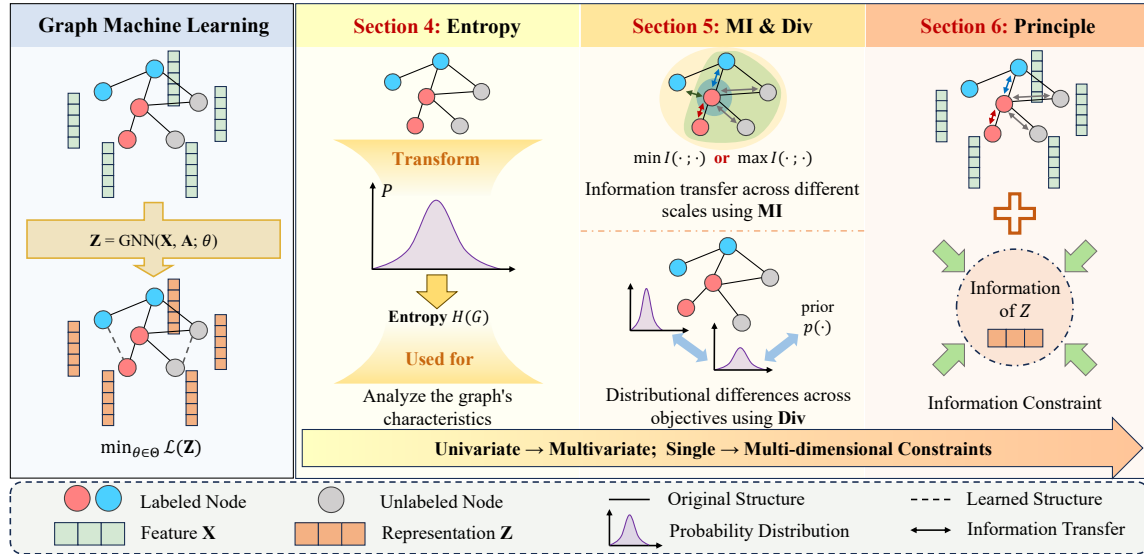 Graph Machine Learning
Z = GNN(X, A; θ)
min_{θ∈Θ} ℒ(Z)
Section 4: Entropy
Transform
P
Entropy H(G)
Used for
Analyze the graph's
characteristics
Section 5: MI & Div
min I(· ; ·) or max I(· ; ·)
Information transfer across different
scales using MI
prior
p(·)
Distributional differences across
objectives using Div
Section 6: Principle
Information
of Z
Information Constraint
Univariate → Multivariate; Single → Multi-dimensional Constraints
Labeled Node
Unlabeled Node
Original Structure
Learned Structure
Feature X
Representation Z
Probability Distribution
Information Transfer